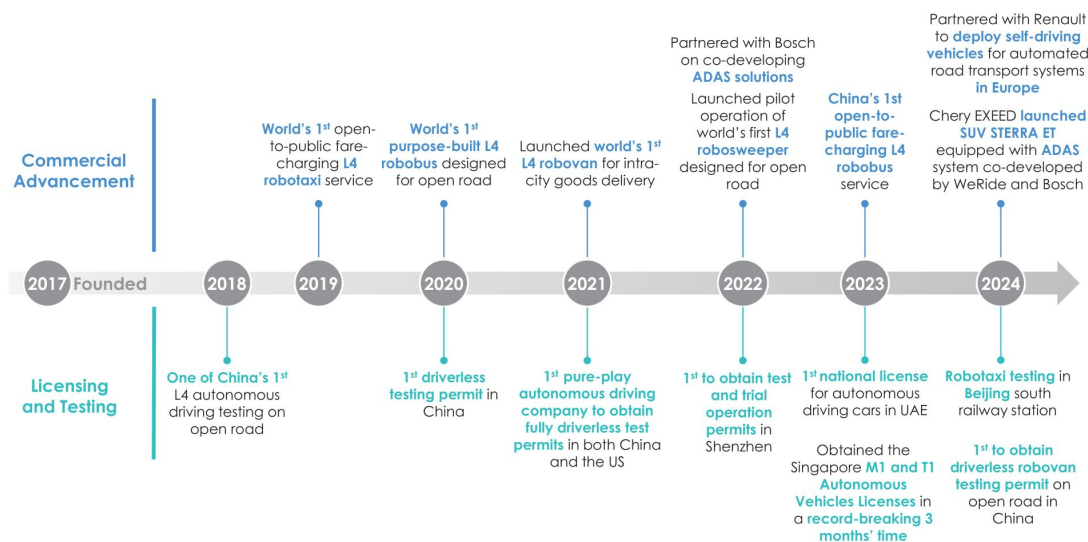 Commercial
Advancement
World's 1st open-
to-public fare-
charging L4
robotaxi service
World's 1st
purpose-built L4
robobus designed
for open road
Launched world's 1st
L4 robovan for intra-
city goods delivery
Partnered with Bosch
on co-developing
ADAS solutions
Launched pilot
operation of
world's first L4
robosweeper
designed for open
road
China's 1st
open-to-
public fare-
charging L4
robobus
service
Partnered with Renault
to deploy self-driving
vehicles for automated
road transport systems
in Europe
Chery EXEED launched
SUV STERRA ET
equipped with ADAS
system co-developed
by WeRide and Bosch
2017 Founded
2018
2019
2020
2021
2022
2023
2024
Licensing
and Testing
One of China's 1st
L4 autonomous
driving testing on
open road
1st driverless
testing permit in
China
1st pure-play
autonomous driving
company to obtain
fully driverless test
permits in both China
and the US
1st to obtain test
and trial
operation
permits in
Shenzhen
1st national license
for autonomous
driving cars in UAE
Obtained the
Singapore M1 and T1
Autonomous
Vehicles Licenses in
a record-breaking 3
months' time
Robotaxi testing in
Beijing south
railway station
1st to obtain
driverless robovan
testing permit on
open road in
China